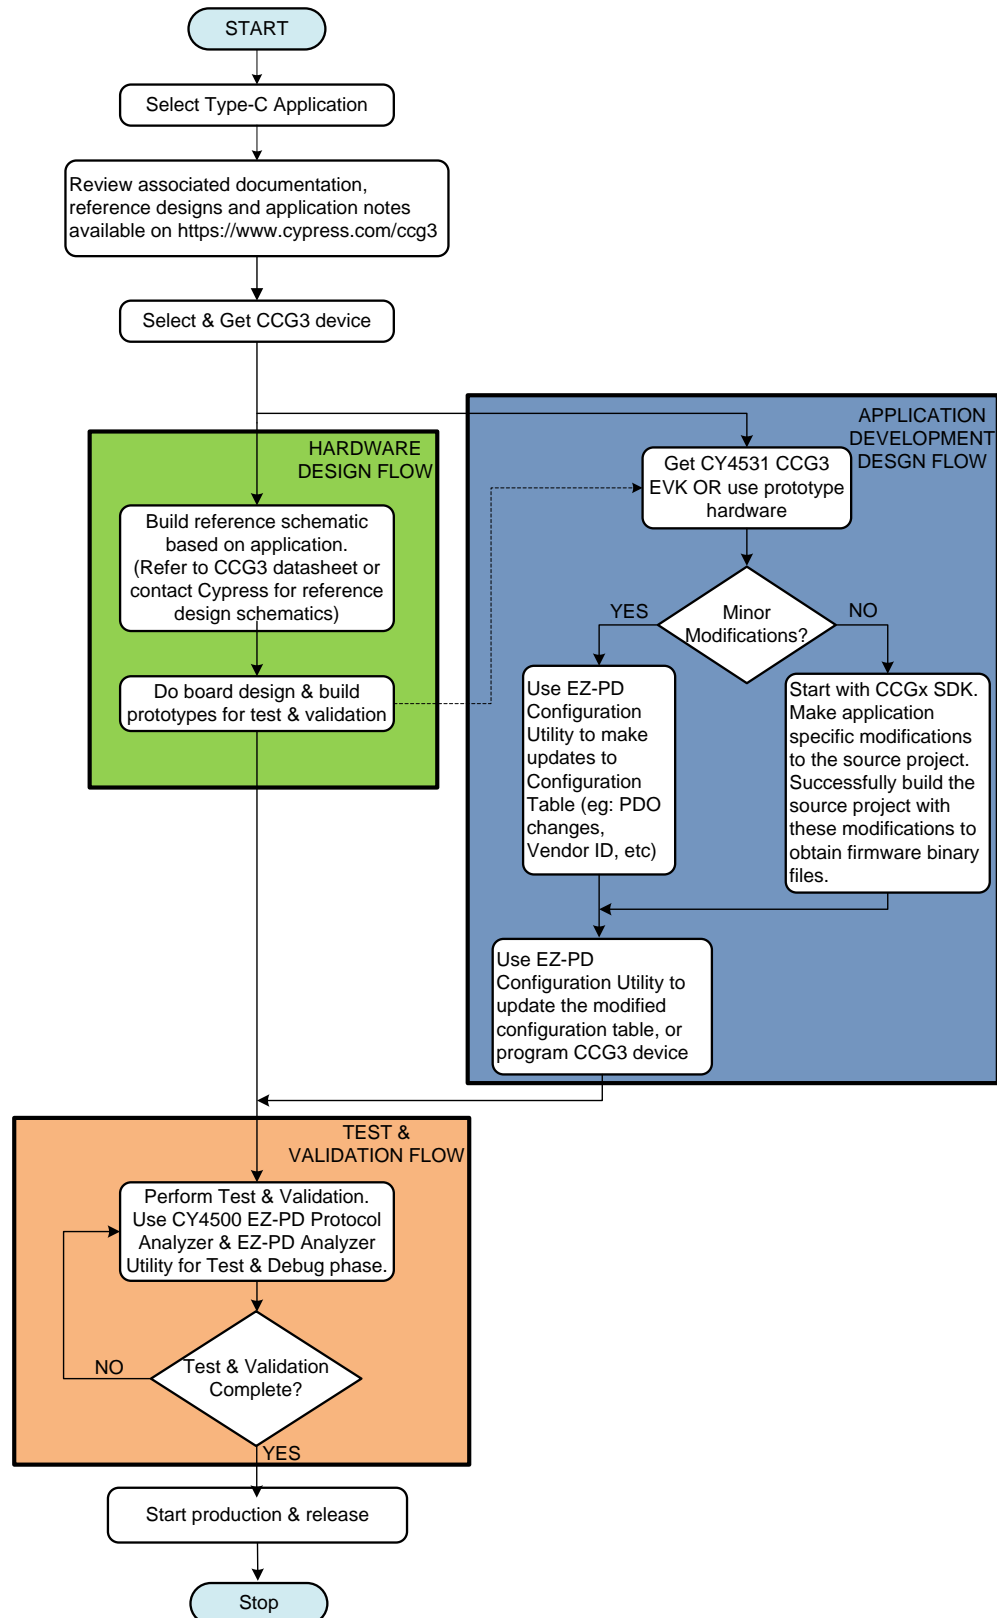 START
Select Type-C Application
Review associated documentation,
reference designs and application notes
available on https://www.cypress.com/ccg3
Select & Get CCG3 device
HARDWARE
DESIGN FLOW
Build reference schematic
based on application.
(Refer to CCG3 datasheet or
contact Cypress for reference
design schematics)
Do board design & build
prototypes for test & validation
APPLICATION
DEVELOPMENT
DESGN FLOW
Get CY4531 CCG3
EVK OR use prototype
hardware
Minor
Modifications?
YES
NO
Use EZ-PD
Configuration
Utility to make
updates to
Configuration
Table (eg: PDO
changes,
Vendor ID, etc)
Start with CCGx SDK.
Make application
specific modifications
to the source project.
Successfully build the
source project with
these modifications to
obtain firmware binary
files.
Use EZ-PD
Configuration Utility to
update the modified
configuration table, or
program CCG3 device
TEST &
VALIDATION FLOW
Perform Test & Validation.
Use CY4500 EZ-PD Protocol
Analyzer & EZ-PD Analyzer
Utility for Test & Debug phase.
Test & Validation
Complete?
NO
YES
Start production & release
Stop